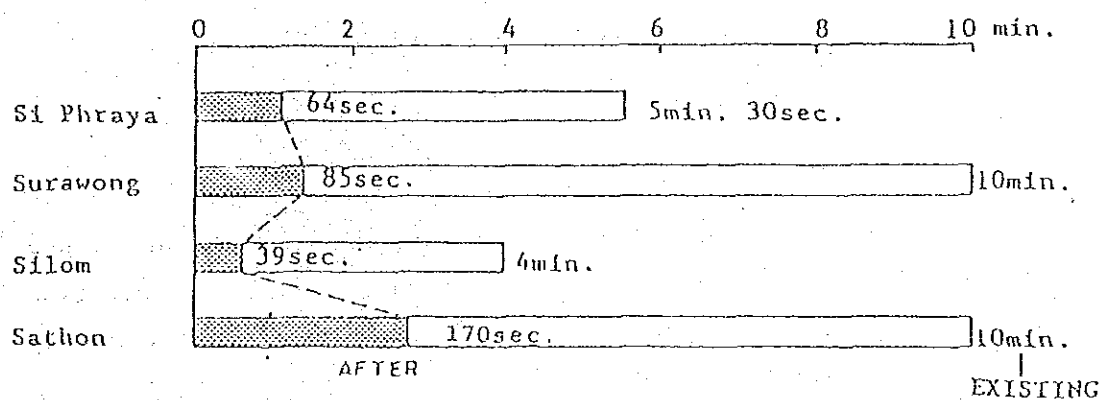 0 2 4 6 8 10 min.
Si Phraya 64sec. 5min. 30sec.
Surawong 85sec. 10min.
Silom 39sec. 4min.
Sathon 170sec. 10min.
AFTER
EXISTING